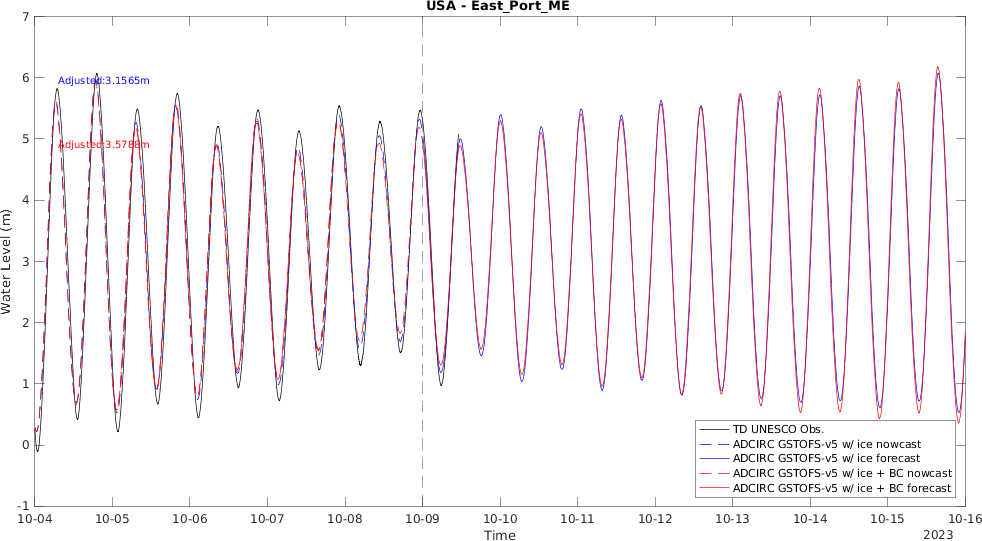 USA - East_Port_ME
7
6
5
4
3
2
1
0
-1
Water Level (m)
Adjusted:3.1565m
Adjusted:3.5788m
TD UNESCO Obs.
ADCIRC GSTOFS-v5 w/ ice nowcast
ADCIRC GSTOFS-v5 w/ ice forecast
ADCIRC GSTOFS-v5 w/ ice + BC nowcast
ADCIRC GSTOFS-v5 w/ ice + BC forecast
10-04 10-05 10-06 10-07 10-08 10-09 10-10 10-11 10-12 10-13 10-14 10-15 10-16
Time
2023